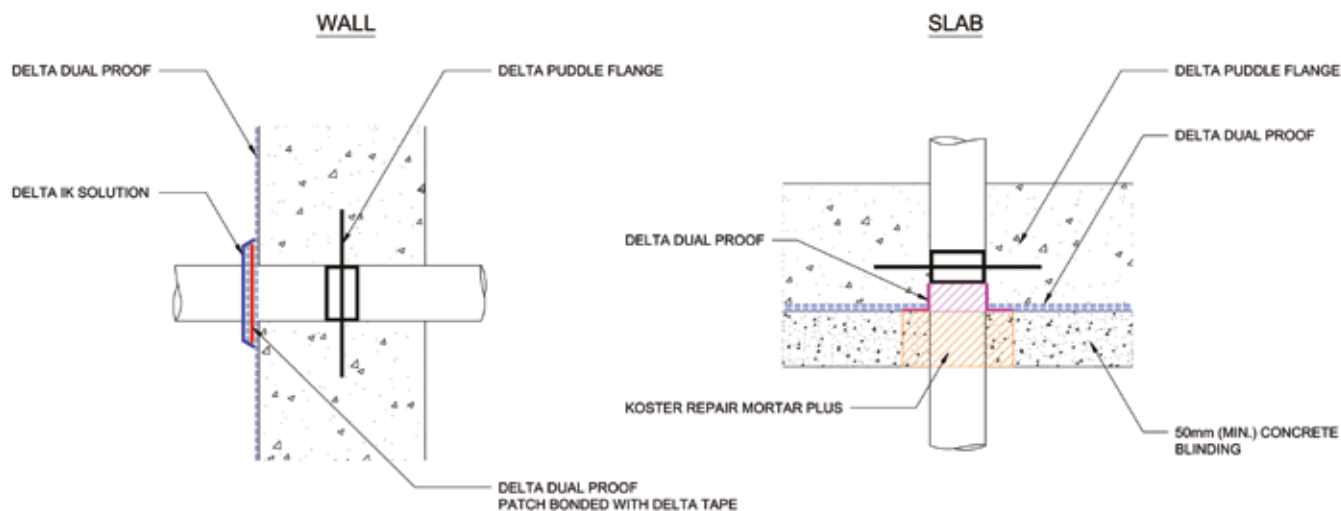 WALL
DELTA DUAL PROOF
DELTA PUDDLE FLANGE
DELTA IK SOLUTION
DELTA DUAL PROOF
PATCH BONDED WITH DELTA TAPE
SLAB
DELTA PUDDLE FLANGE
DELTA DUAL PROOF
DELTA DUAL PROOF
KOSTER REPAIR MORTAR PLUS
50mm (MIN.) CONCRETE
BLINDING